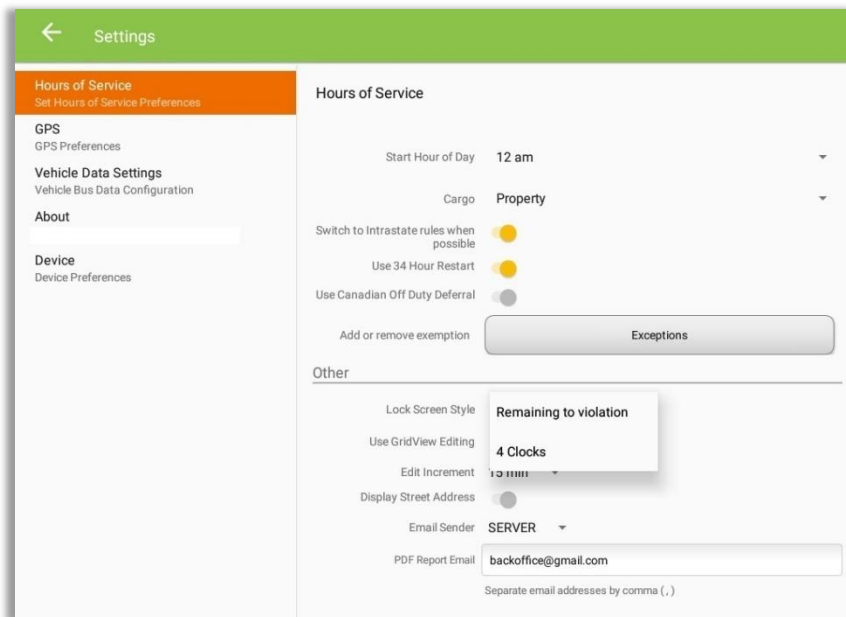 Settings
Hours of Service
Set Hours of Service Preferences
GPS
GPS Preferences
Vehicle Data Settings
Vehicle Bus Data Configuration
About
Device
Device Preferences
Hours of Service
Start Hour of Day 12 am
Cargo Property
Switch to Intrastate rules when
possible
Use 34 Hour Restart
Use Canadian Off Duty Deferral
Add or remove exemption Exceptions
Other
Lock Screen Style Remaining to violation
Use GridView Editing
4 Clocks
Edit Increment 15 min
Display Street Address
Email Sender SERVER
PDF Report Email backoffice@gmail.com
Separate email addresses by comma ( , )